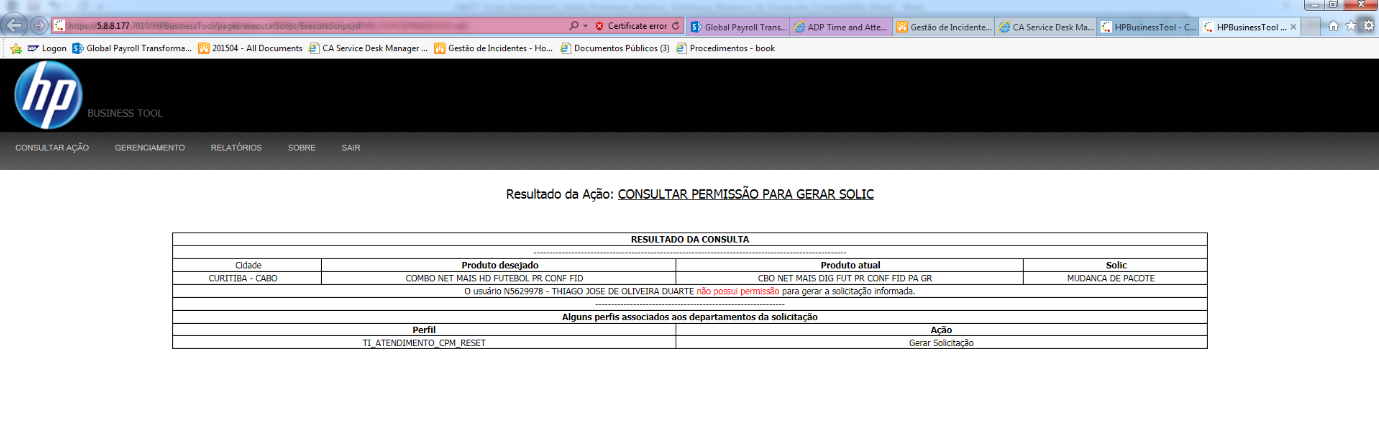 https://5.8.8.177:7010/HPBusinessTool/pages/executarScript/ExecuteScript.jsf Certificate error Global Payroll Trans... ADP Time and Atte... Gestão de Incidente... CA Service Desk Ma... HPBusinessTool - C... HPBusinessTool ...
Logon Global Payroll Transforma... 201504 - All Documents CA Service Desk Manager ... Gestão de Incidentes - Ho... Documentos Públicos (3) Procedimentos - book
hp BUSINESS TOOL
CONSULTAR AÇÃO GERENCIAMENTO RELATÓRIOS SOBRE SAIR
Resultado da Ação: CONSULTAR PERMISSÃO PARA GERAR SOLIC
RESULTADO DA CONSULTA
Cidade Produto desejado Produto atual Solic
CURITIBA - CABO COMBO NET MAIS HD FUTEBOL PR CONF FID CBO NET MAIS DIG FUT PR CONF FID PA GR MUDANCA DE PACOTE
O usuário N5629978 - THIAGO JOSE DE OLIVEIRA DUARTE não possui permissão para gerar a solicitação informada.
Alguns perfis associados aos departamentos da solicitação
Perfil Ação
TI_ATENDIMENTO_CPM_RESET Gerar Solicitação